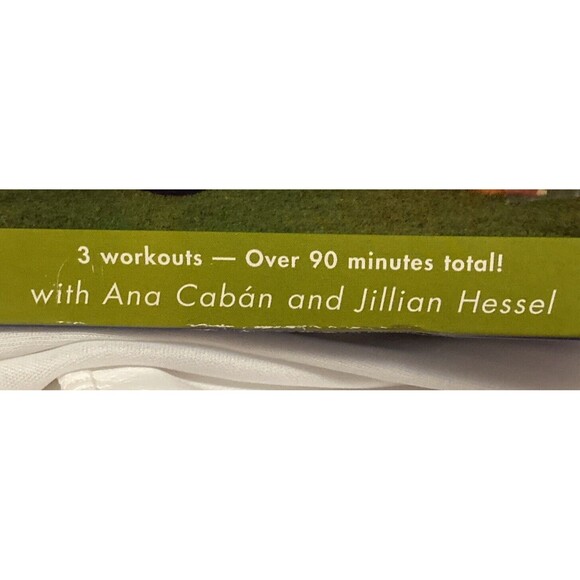 3 workouts — Over 90 minutes total!
with Ana Cabán and Jillian Hessel